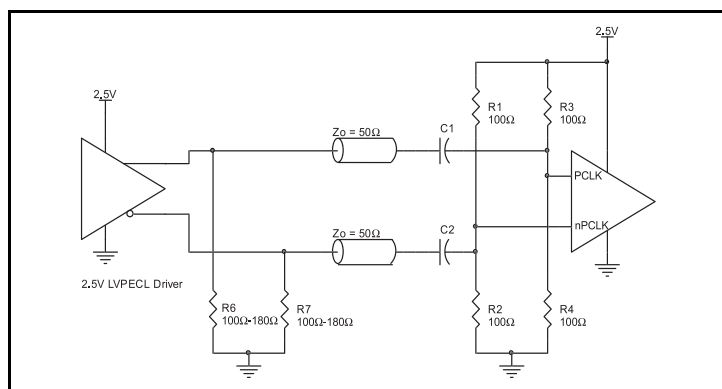 2.5V
2.5V
R1
100Ω
R3
100Ω
Zo = 50Ω
C1
PCLK
nPCLK
Zo = 50Ω
C2
2.5V LVPECL Driver
R6
100Ω-180Ω
R7
100Ω-180Ω
R2
100Ω
R4
100Ω